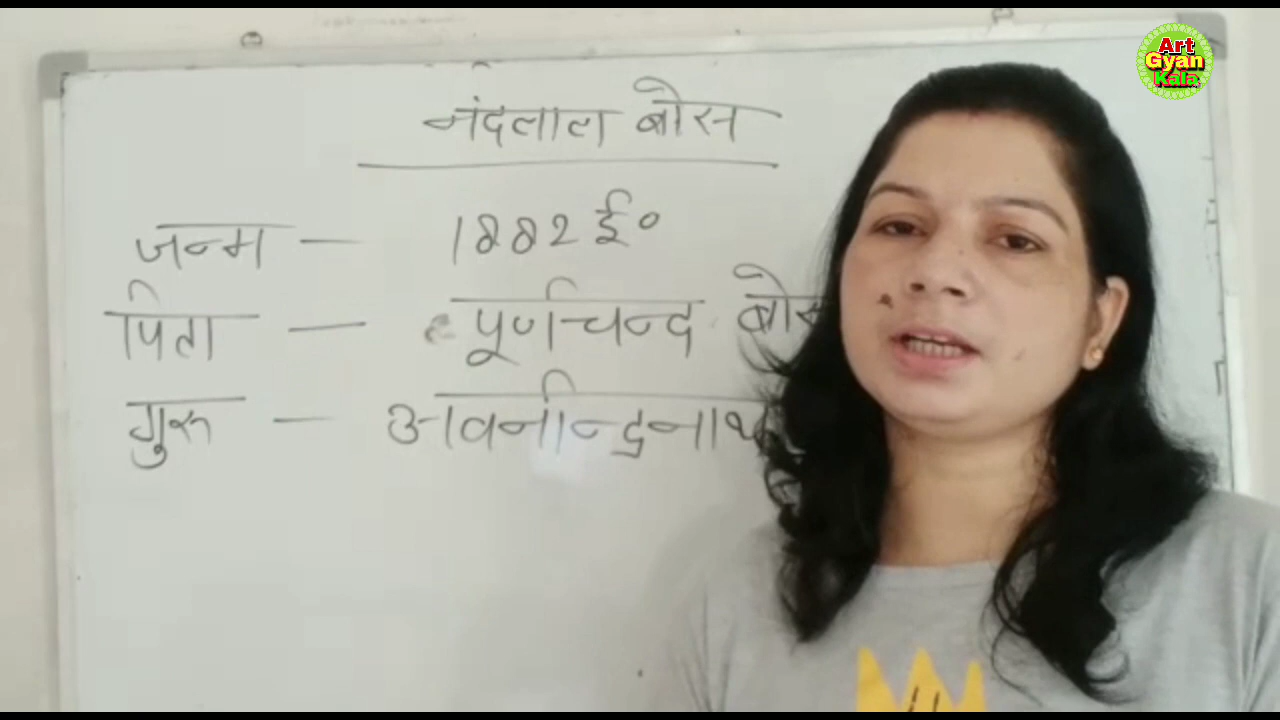 नंदलाल बोस
जन्म — 1882 ई०
पिता — पूर्णचन्द बोस
गुरू — अवनीन्द्रनाथ
Art
Gyan
Kala